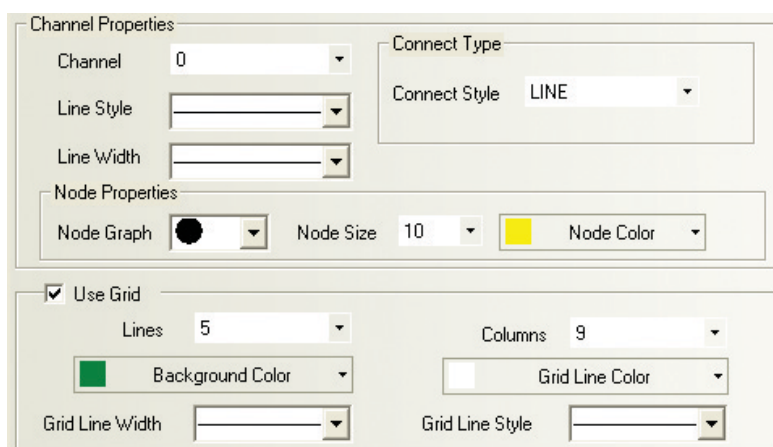 Channel Properties
Channel 0
Connect Type
Connect Style LINE
Line Style
Line Width
Node Properties
Node Graph Node Size 10 Node Color
Use Grid
Lines 5 Columns 9
Background Color Grid Line Color
Grid Line Width Grid Line Style